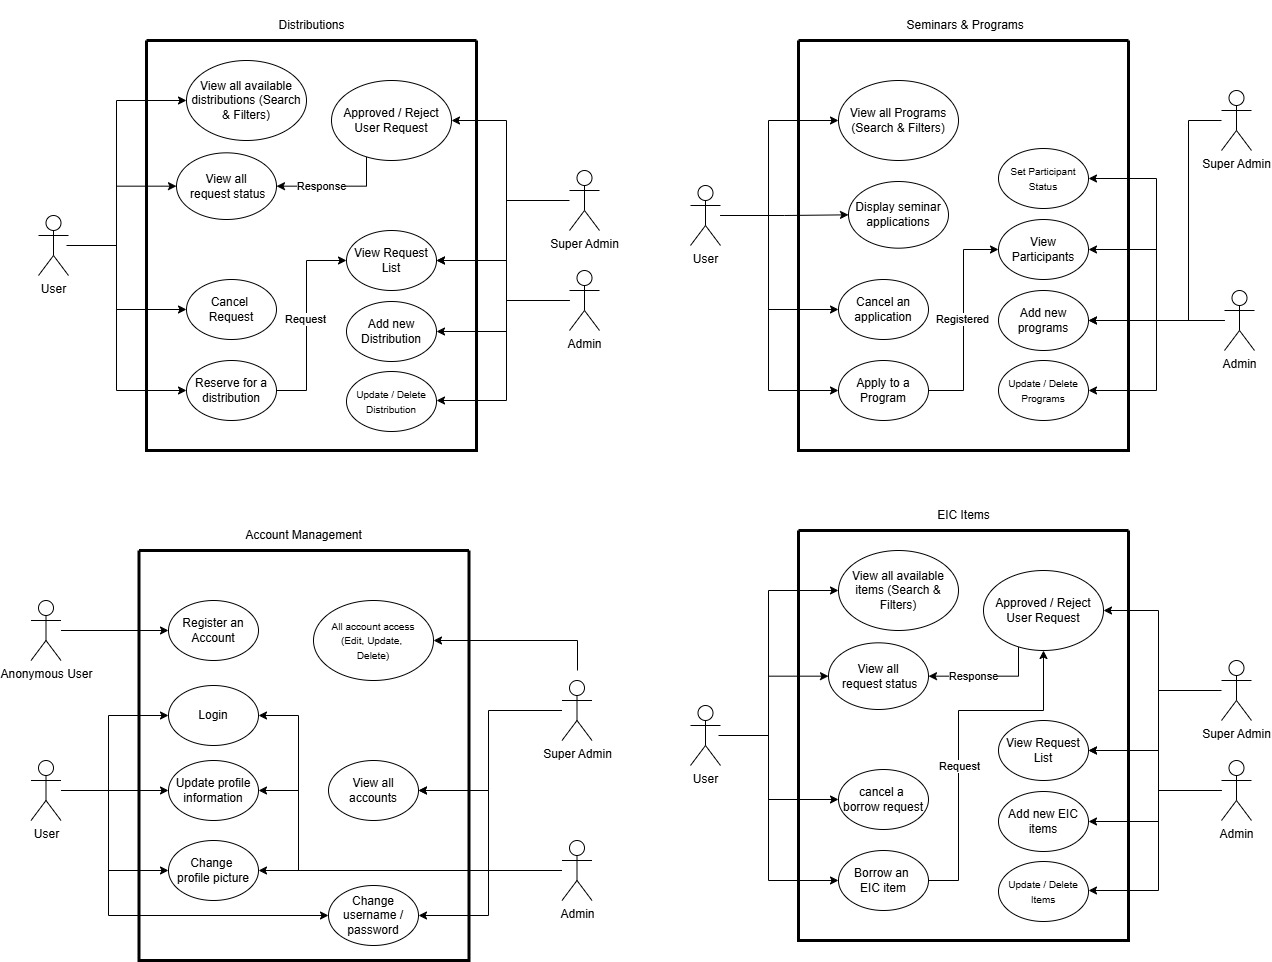 Distributions
View all available
distributions (Search
& Filters)
Approved / Reject
User Request
View all
request status
Response
Super Admin
User
View Request
List
Cancel
Request
Request
Add new
Distribution
Admin
Reserve for a
distribution
Update / Delete
Distribution
Seminars & Programs
View all Programs
(Search & Filters)
Super Admin
Set Participant
Status
Display seminar
applications
User
View
Participants
Cancel an
application
Registered
Add new
programs
Admin
Apply to a
Program
Update / Delete
Programs
Account Management
Register an
Account
All account access
(Edit, Update,
Delete)
Anonymous User
Login
Super Admin
Update profile
information
View all
accounts
User
Change
profile picture
Change
username /
password
Admin
EIC Items
View all available
items (Search &
Filters)
Approved / Reject
User Request
View all
request status
Response
Super Admin
User
View Request
List
Request
cancel a
borrow request
Add new EIC
items
Admin
Borrow an
EIC item
Update / Delete
Items